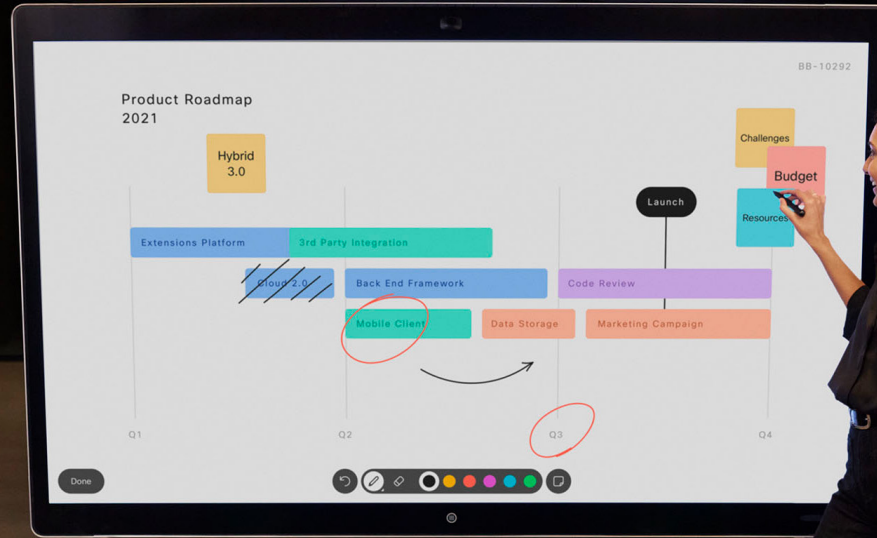 BB-10292
Product Roadmap
2021
Hybrid
3.0
Challenges
Budget
Resources
Launch
Extensions Platform
3rd Party Integration
Cloud 2.0
Back End Framework
Code Review
Mobile Client
Data Storage
Marketing Campaign
Q1
Q2
Q3
Q4
Done